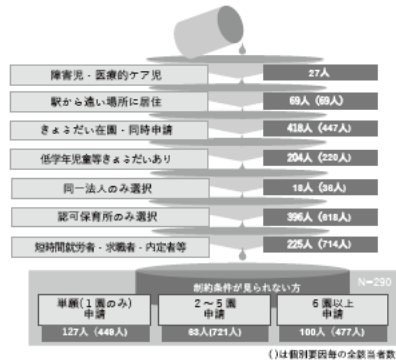 障害児・医療的ケア児
27人
駅から遠い場所に居住
69人（69人）
きょうだい在園・同時申請
418人（447人）
低学年児童等きょうだいあり
204人（220人）
同一法人のみ選択
18人（36人）
認可保育所のみ選択
396人（618人）
短時間就労者・求職者・内定者等
225人（714人）
制約条件が見られない方
N=290
単願(１園のみ)
申請
127人（449人）
２～５園
申請
63人(721人)
６園以上
申請
100人（477人）
( )は個別要因毎の全該当者数